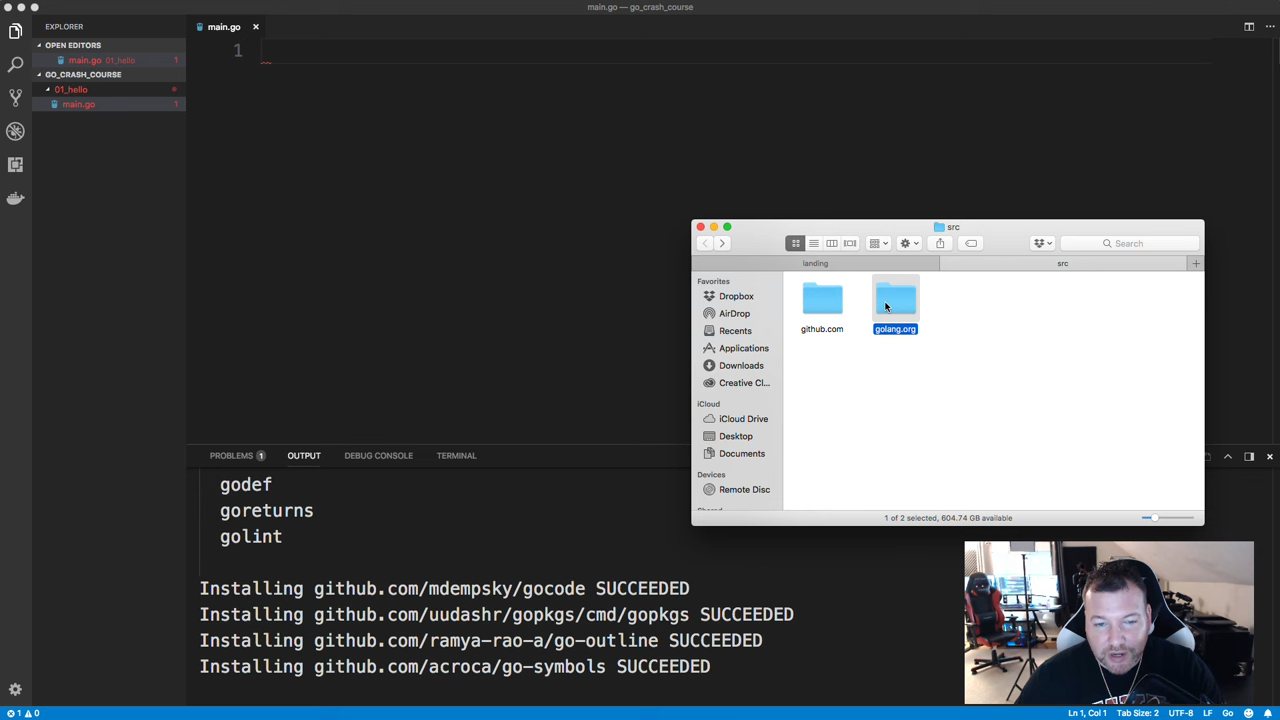 main.go — go_crash_course
EXPLORER
main.go
OPEN EDITORS
main.go 01_hello 1
GO_CRASH_COURSE
01_hello
main.go 1
1
src
Search
landing
src
Favorites
Dropbox
AirDrop
Recents
Applications
Downloads
Creative Cl...
iCloud
iCloud Drive
Desktop
Documents
Devices
Remote Disc
github.com
golang.org
1 of 2 selected, 604.74 GB available
PROBLEMS 1 OUTPUT DEBUG CONSOLE TERMINAL
godef
goreturns
golint
Installing github.com/mdempsky/gocode SUCCEEDED
Installing github.com/uudashr/gopkgs/cmd/gopkgs SUCCEEDED
Installing github.com/ramya-rao-a/go-outline SUCCEEDED
Installing github.com/acroca/go-symbols SUCCEEDED
1 0 Ln 1, Col 1 Tab Size: 2 UTF-8 LF Go